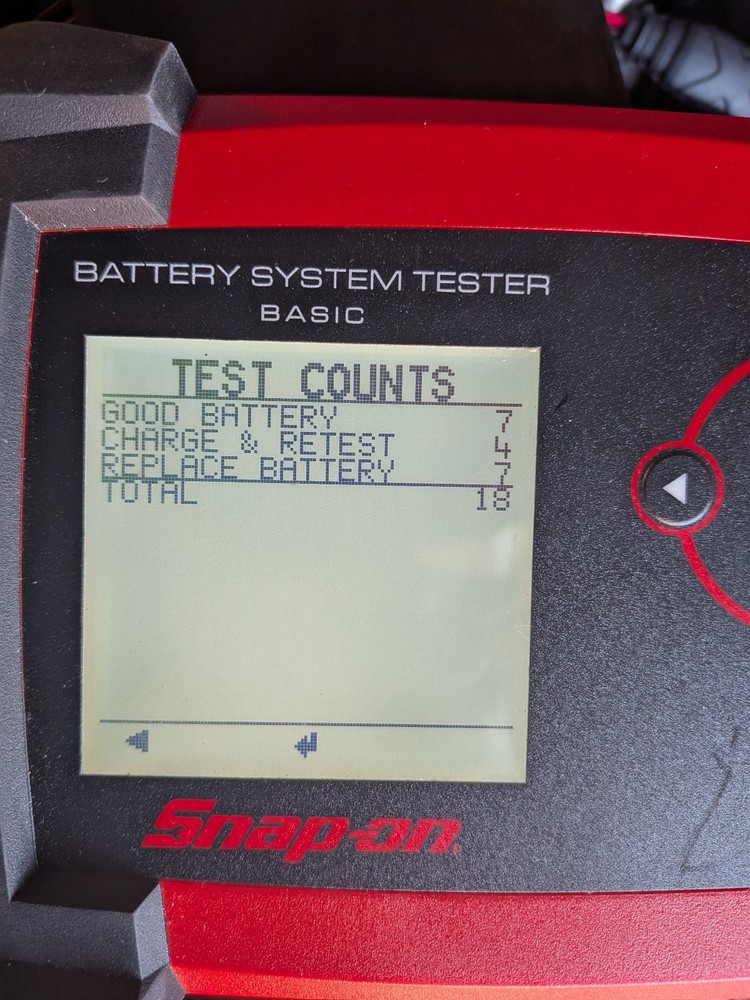 BATTERY SYSTEM TESTER
BASIC
TEST COUNTS
GOOD BATTERY 7
CHARGE & RETEST 4
REPLACE BATTERY 7
TOTAL 18
Snap-on